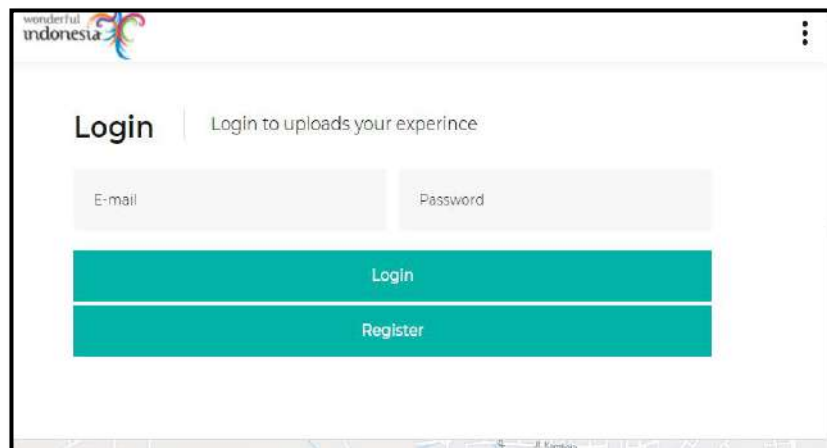 wonderful
indonesia
Login
Login to uploads your experince
E-mail
Password
Login
Register